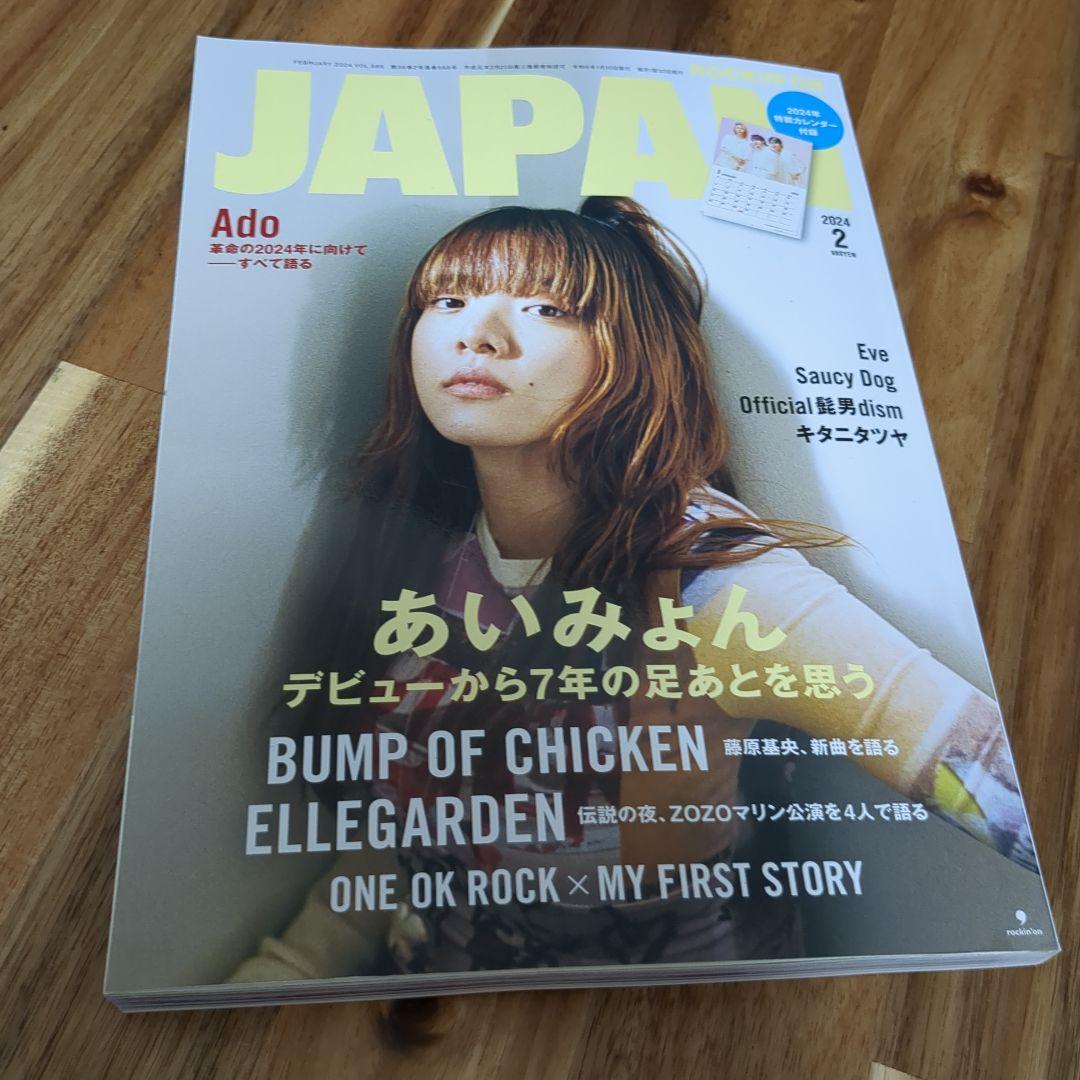 FEBRUARY 2024 VOL.565
ROCKIN'ON
JAPAN
2024年
特製カレンダー
付録
2024
2
Ado
革命の2024年に向けて
──すべて語る
Eve
Saucy Dog
Official髭男dism
キタニタツヤ
あいみょん
デビューから7年の足あとを思う
BUMP OF CHICKEN 藤原基央、新曲を語る
ELLEGARDEN 伝説の夜、ZOZOマリン公演を4人で語る
ONE OK ROCK×MY FIRST STORY
rockin'on